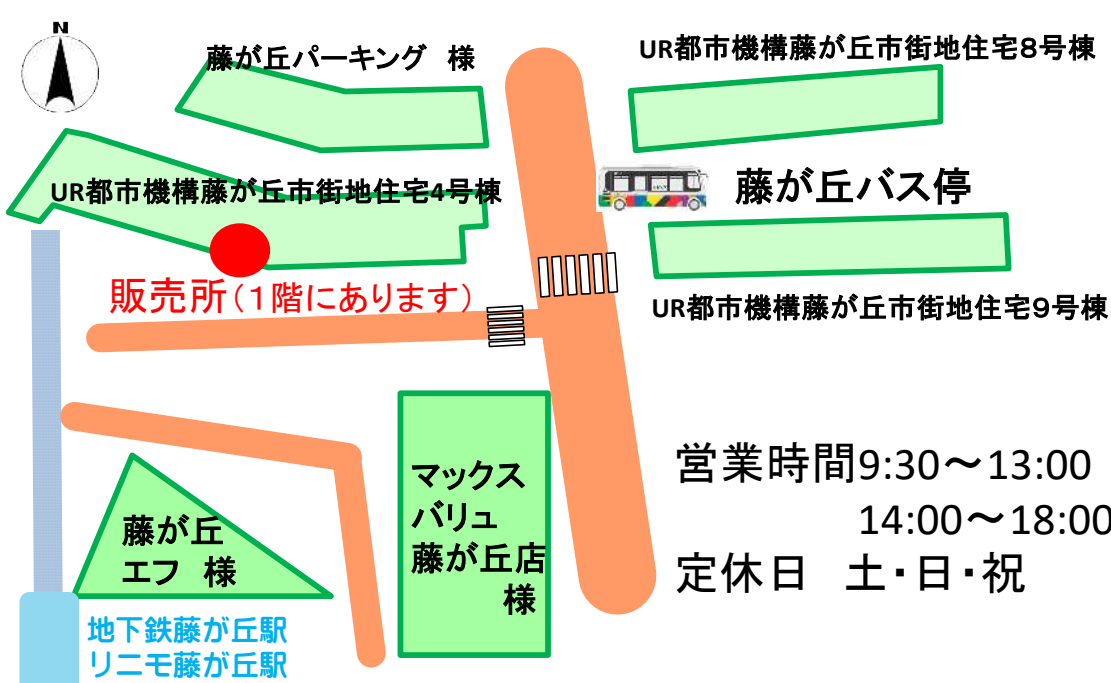 N
藤が丘パーキング 様
UR都市機構藤が丘市街地住宅8号棟
UR都市機構藤が丘市街地住宅4号棟
藤が丘バス停
販売所(1階にあります)
UR都市機構藤が丘市街地住宅9号棟
マックス
バリュ
藤が丘店
様
藤が丘
エフ 様
営業時間9:30～13:00
14:00～18:00
定休日 土・日・祝
地下鉄藤が丘駅
リニモ藤が丘駅